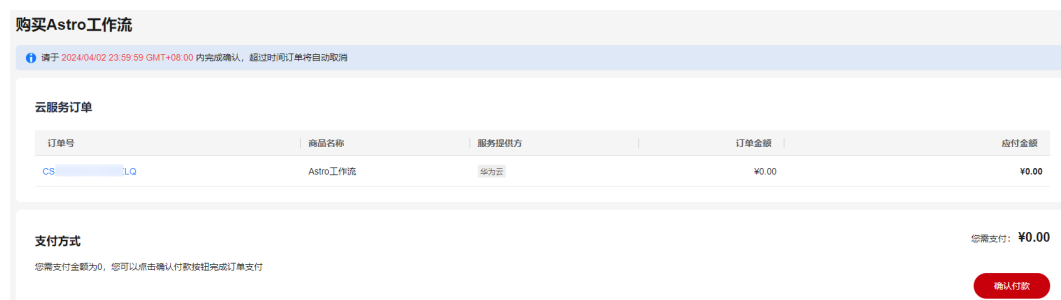 购买Astro工作流
请于 2024/04/02 23:59:59 GMT+08:00 内完成确认，超过时间订单将自动取消
云服务订单
订单号 商品名称 服务提供方 订单金额 应付金额
CS LQ Astro工作流 华为云 ¥0.00 ¥0.00
支付方式 您需支付： ¥0.00
您需支付金额为0，您可以点击确认付款按钮完成订单支付
确认付款